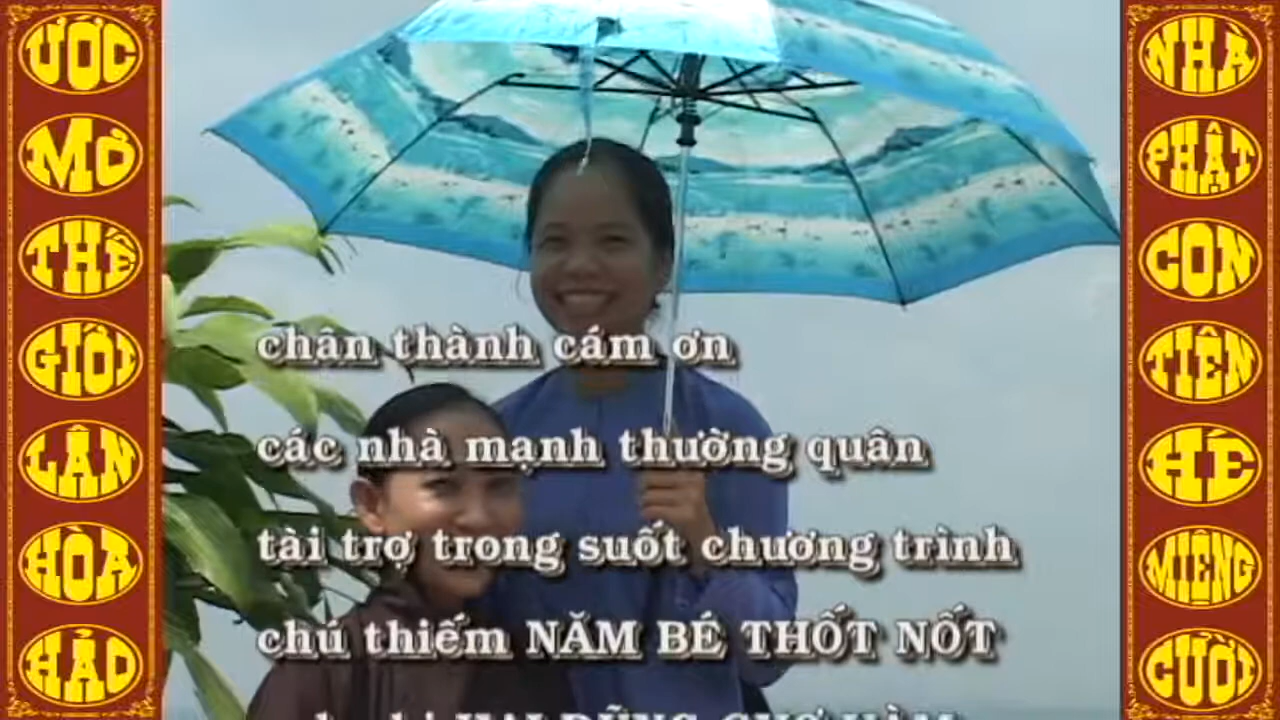 ƯỚC
MƠ
THẾ
GIỚI
LÂN
HÒA
HẢO
chân thành cám ơn
các nhà mạnh thường quân
tài trợ trong suốt chương trình
chú thiếm NĂM BÉ THỐT NỐT
NHÀ
PHẬT
CON
TIÊN
HÉ
MIỆNG
CƯỜI